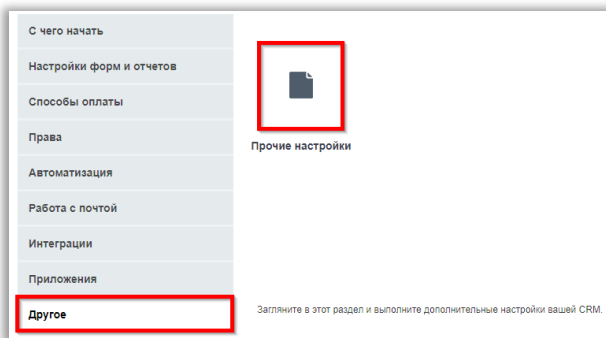 С чего начать
Настройки форм и отчетов
Способы оплаты
Права
Автоматизация
Работа с почтой
Интеграции
Приложения
Другое
Прочие настройки
Загляните в этот раздел и выполните дополнительные настройки вашей CRM.